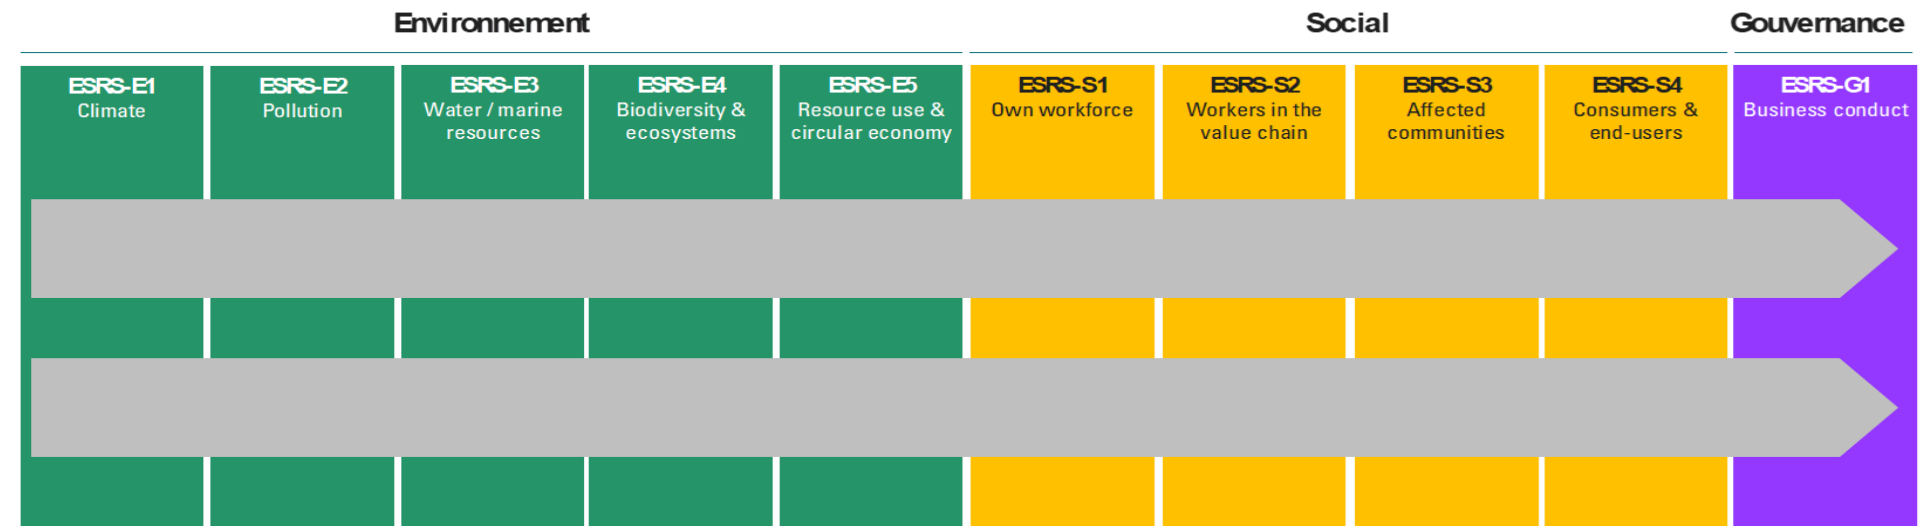 Environnement
Social
Gouvernance
ESRS-E1
Climate
ESRS-E2
Pollution
ESRS-E3
Water / marine
resources
ESRS-E4
Biodiversity &
ecosystems
ESRS-E5
Resource use &
circular economy
ESRS-S1
Own workforce
ESRS-S2
Workers in the
value chain
ESRS-S3
Affected
communities
ESRS-S4
Consumers &
end-users
ESRS-G1
Business conduct